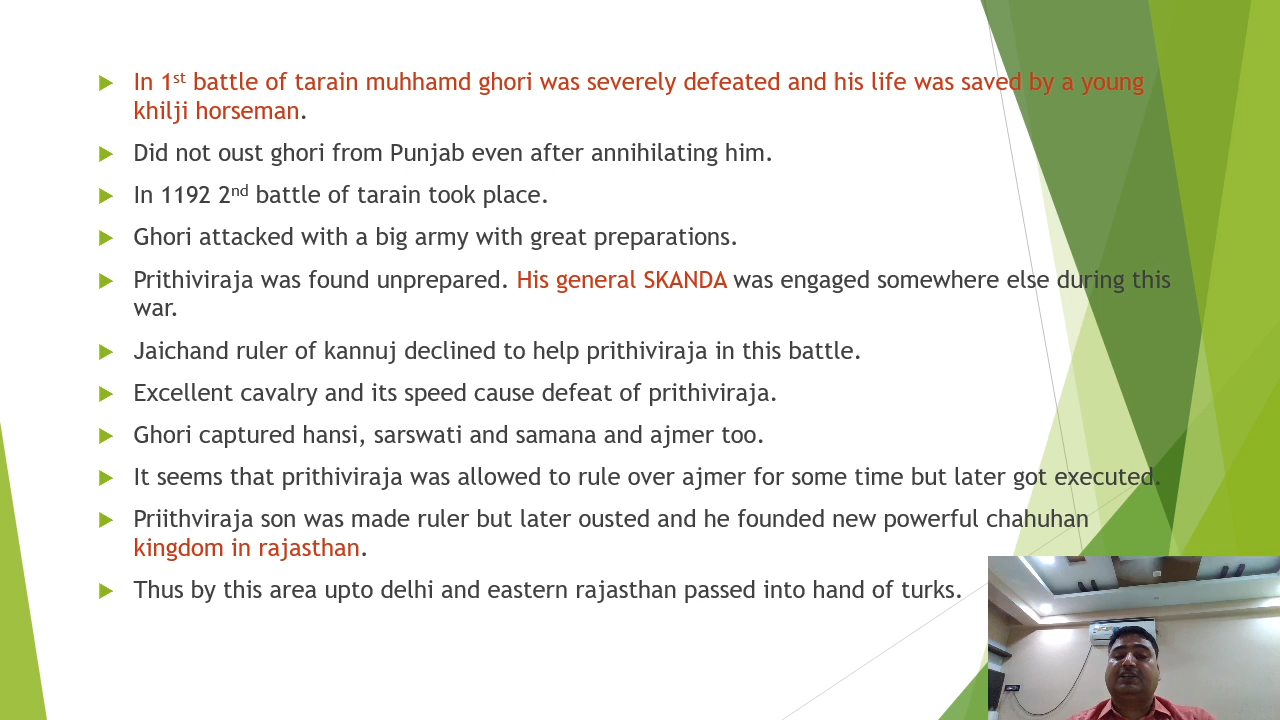 In 1st battle of tarain muhhamd ghori was severely defeated and his life was saved by a young
khilji horseman.
Did not oust ghori from Punjab even after annihilating him.
In 1192 2nd battle of tarain took place.
Ghori attacked with a big army with great preparations.
Prithiviraja was found unprepared. His general SKANDA was engaged somewhere else during this
war.
Jaichand ruler of kannuj declined to help prithiviraja in this battle.
Excellent cavalry and its speed cause defeat of prithiviraja.
Ghori captured hansi, sarswati and samana and ajmer too.
It seems that prithiviraja was allowed to rule over ajmer for some time but later got executed.
Priithviraja son was made ruler but later ousted and he founded new powerful chahuhan
kingdom in rajasthan.
Thus by this area upto delhi and eastern rajasthan passed into hand of turks.